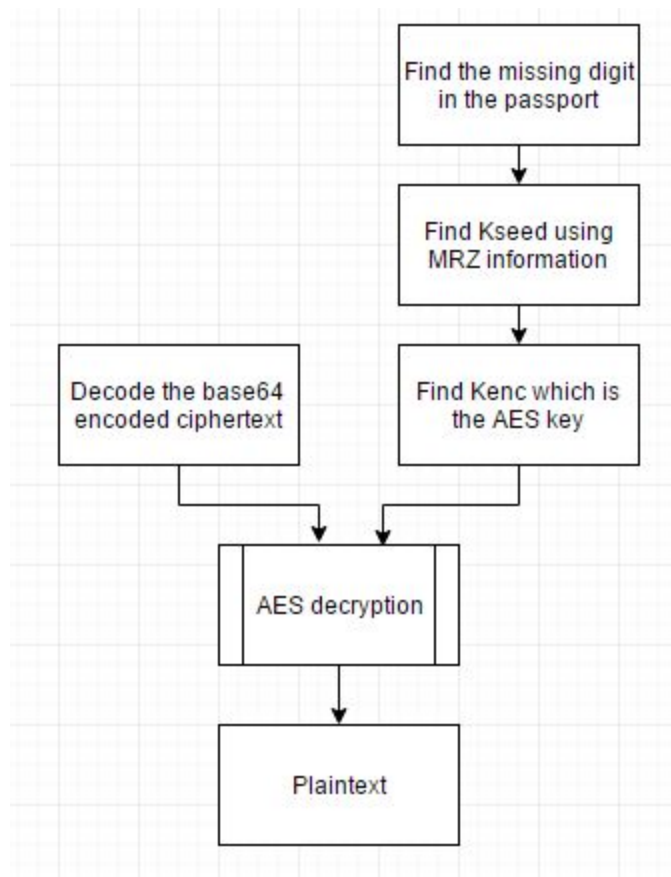 Find the missing digit
in the passport
Find Kseed using
MRZ information
Decode the base64
encoded ciphertext
Find Kenc which is
the AES key
AES decryption
Plaintext